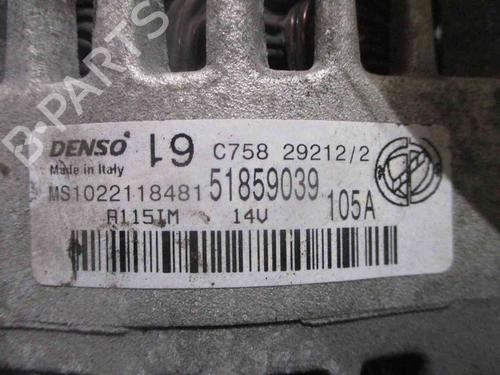 B-PARTS
DENSO 19 C758 29212/2
Made in Italy
MS1022118481 51859039
A115IM 14V 105A